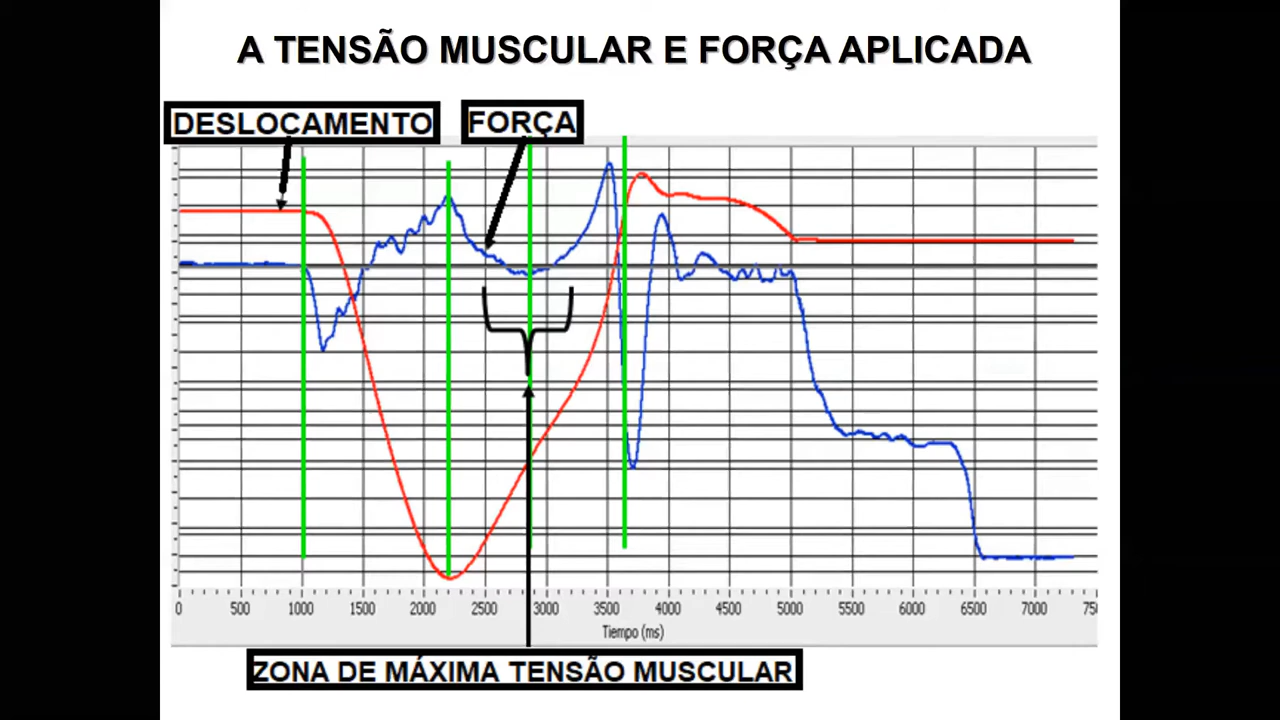 A TENSÃO MUSCULAR E FORÇA APLICADA
DESLOCAMENTO
FORÇA
0 500 1000 1500 2000 2500 3000 3500 4000 4500 5000 5500 6000 6500 7000 750
Tiempo (ms)
ZONA DE MÁXIMA TENSÃO MUSCULAR